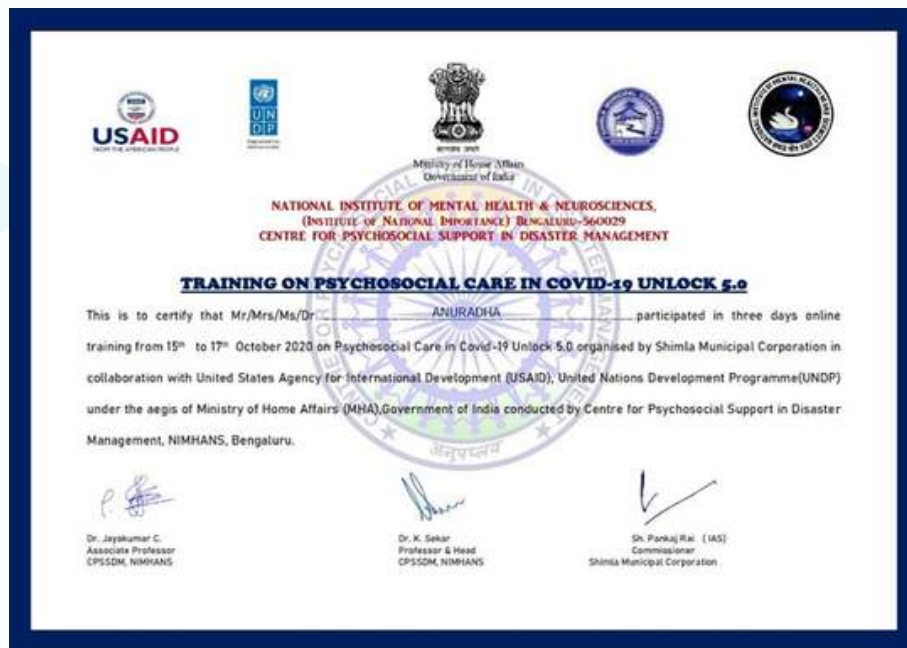 USAID
FROM THE AMERICAN PEOPLE
UN
DP
सत्यमेव जयते
Ministry of Home Affairs
Government of India
NATIONAL INSTITUTE OF MENTAL HEALTH & NEUROSCIENCES,
(INSTITUTE OF NATIONAL IMPORTANCE) BENGALURU-560029
CENTRE FOR PSYCHOSOCIAL SUPPORT IN DISASTER MANAGEMENT
TRAINING ON PSYCHOSOCIAL CARE IN COVID-19 UNLOCK 5.0
This is to certify that Mr/Mrs/Ms/Dr ANURADHA participated in three days online
training from 15th to 17th October 2020 on Psychosocial Care in Covid-19 Unlock 5.0 organised by Shimla Municipal Corporation in
collaboration with United States Agency for International Development (USAID), United Nations Development Programme(UNDP)
under the aegis of Ministry of Home Affairs (MHA),Government of India conducted by Centre for Psychosocial Support in Disaster
Management, NIMHANS, Bengaluru.
Dr. Jayakumar C.
Associate Professor
CPSSDM, NIMHANS
Dr. K. Sekar
Professor & Head
CPSSDM, NIMHANS
Sh. Pankaj Rai (IAS)
Commissioner
Shimla Municipal Corporation